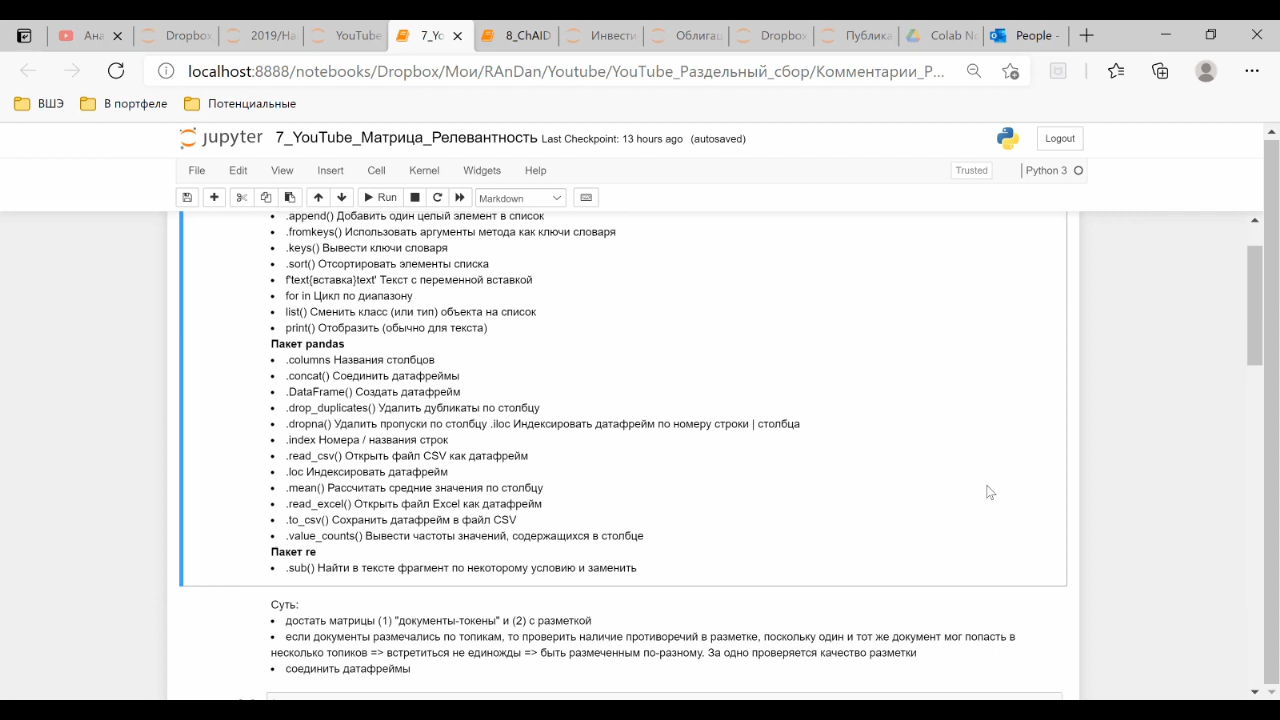 Ана
Dropbox
2019/На
YouTube
7_Yo
8_ChAID
Инвести
Облигац
Dropbox
Публика
Colab No
People -
localhost:8888/notebooks/Dropbox/Мои/RAnDan/Youtube/YouTube_Раздельный_сбор/Комментарии_Р...
ВШЭ
В портфеле
Потенциальные
jupyter 7_YouTube_Матрица_Релевантность Last Checkpoint: 13 hours ago (autosaved)
Logout
File Edit View Insert Cell Kernel Widgets Help
Trusted
Python 3
Run
Markdown
• .append() Добавить один целый элемент в список
• .fromkeys() Использовать аргументы метода как ключи словаря
• .keys() Вывести ключи словаря
• .sort() Отсортировать элементы списка
• f'text{вставка}text' Текст с переменной вставкой
• for in Цикл по диапазону
• list() Сменить класс (или тип) объекта на список
• print() Отобразить (обычно для текста)
Пакет pandas
• .columns Названия столбцов
• .concat() Соединить датафреймы
• .DataFrame() Создать датафрейм
• .drop_duplicates() Удалить дубликаты по столбцу
• .dropna() Удалить пропуски по столбцу .iloc Индексировать датафрейм по номеру строки | столбца
• .index Номера / названия строк
• .read_csv() Открыть файл CSV как датафрейм
• .loc Индексировать датафрейм
• .mean() Рассчитать средние значения по столбцу
• .read_excel() Открыть файл Excel как датафрейм
• .to_csv() Сохранить датафрейм в файл CSV
• .value_counts() Вывести частоты значений, содержащихся в столбце
Пакет re
• .sub() Найти в тексте фрагмент по некоторому условию и заменить
Суть:
• достать матрицы (1) "документы-токены" и (2) с разметкой
• если документы размечались по топикам, то проверить наличие противоречий в разметке, поскольку один и тот же документ мог попасть в
несколько топиков => встретиться не единожды => быть размеченным по-разному. За одно проверяется качество разметки
• соединить датафреймы